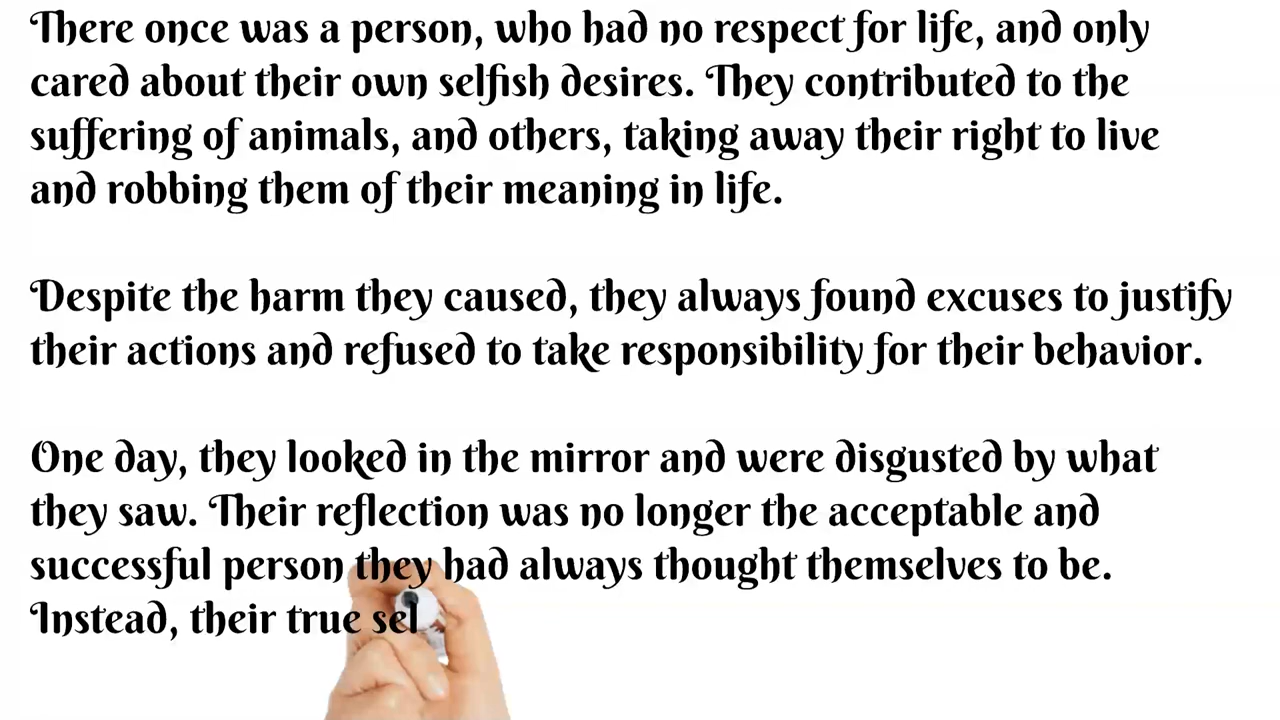 There once was a person, who had no respect for life, and only
cared about their own selfish desires. They contributed to the
suffering of animals, and others, taking away their right to live
and robbing them of their meaning in life.
Despite the harm they caused, they always found excuses to justify
their actions and refused to take responsibility for their behavior.
One day, they looked in the mirror and were disgusted by what
they saw. Their reflection was no longer the acceptable and
successful person they had always thought themselves to be.
Instead, their true sel